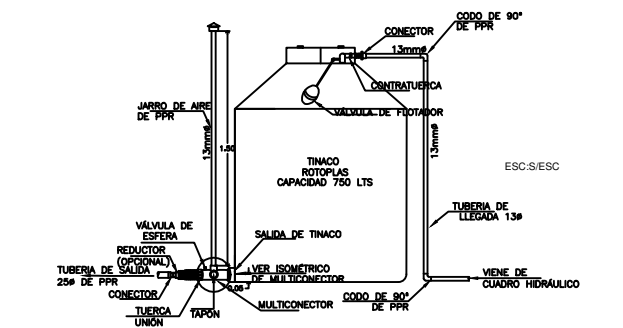 CODO DE 90°
DE PPR
CONECTOR
13mmø
CONTRATUERCA
VÁLVULA DE FLOTADOR
JARRO DE AIRE
DE PPR
13mmø
1.50
13mmø
TINACO
ROTOPLAS
CAPACIDAD 750 LTS
ESC:S/ESC
TUBERIA DE
LLEGADA 13ø
VÁLVULA DE
ESFERA
SALIDA DE TINACO
REDUCTOR
(OPCIONAL)
VER ISOMÉTRICO
DE MULTICONECTOR
TUBERIA DE SALIDA
25ø DE PPR
VIENE DE
CUADRO HIDRÁULICO
0.05
CONECTOR
MULTICONECTOR
CODO DE 90°
DE PPR
TUERCA
UNIÓN
TAPÓN